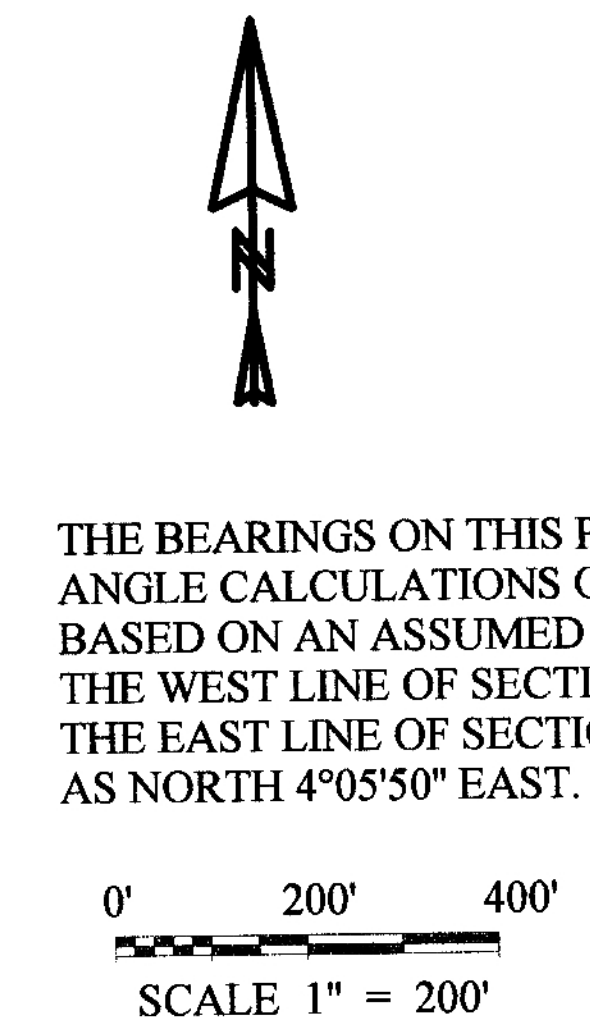 N
THE BEARINGS ON THIS
ANGLE CALCULATIONS
BASED ON AN ASSUMED
THE WEST LINE OF
THE EAST LINE OF
AS NORTH 4°05'50" EAST.
0' 200' 400'
SCALE 1" = 200'